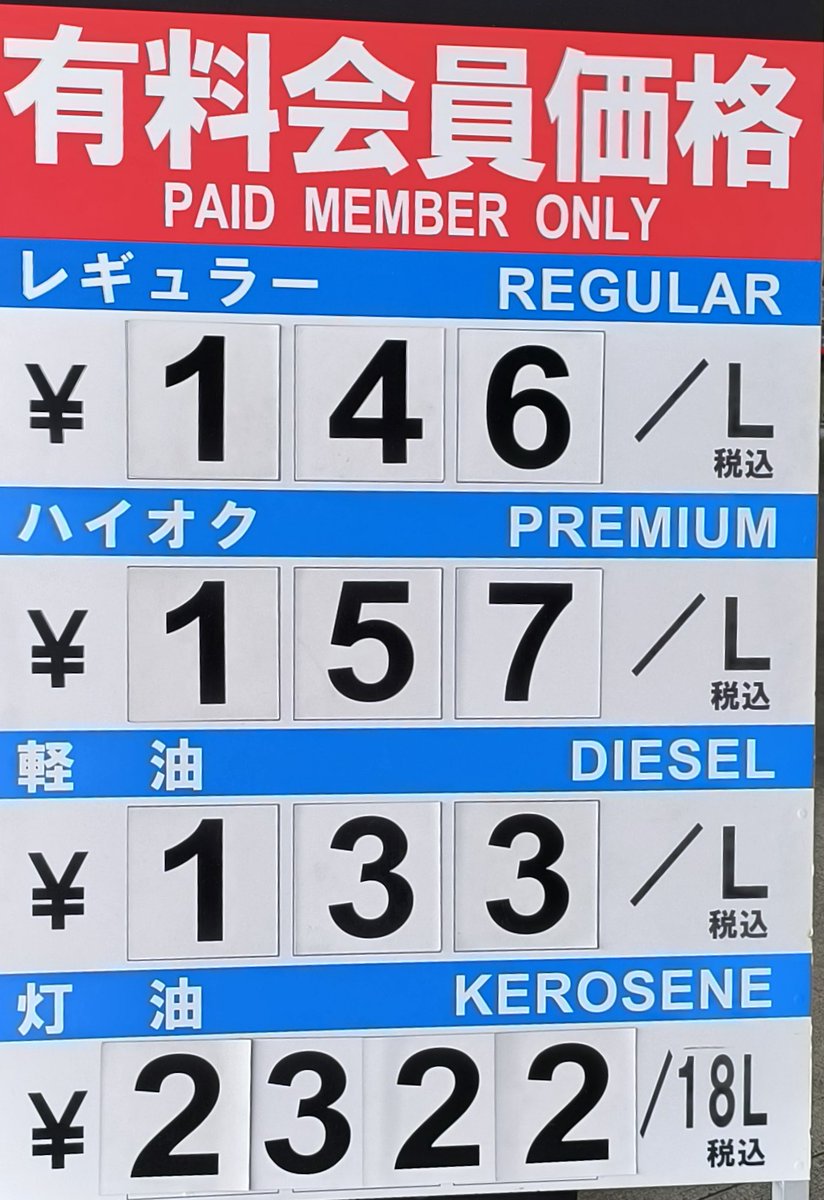 有料会員価格
PAID MEMBER ONLY
レギュラー REGULAR
¥ 146 /L
税込
ハイオク PREMIUM
¥ 157 /L
税込
軽油 DIESEL
¥ 133 /L
税込
灯油 KEROSENE
¥ 2322 /18L
税込